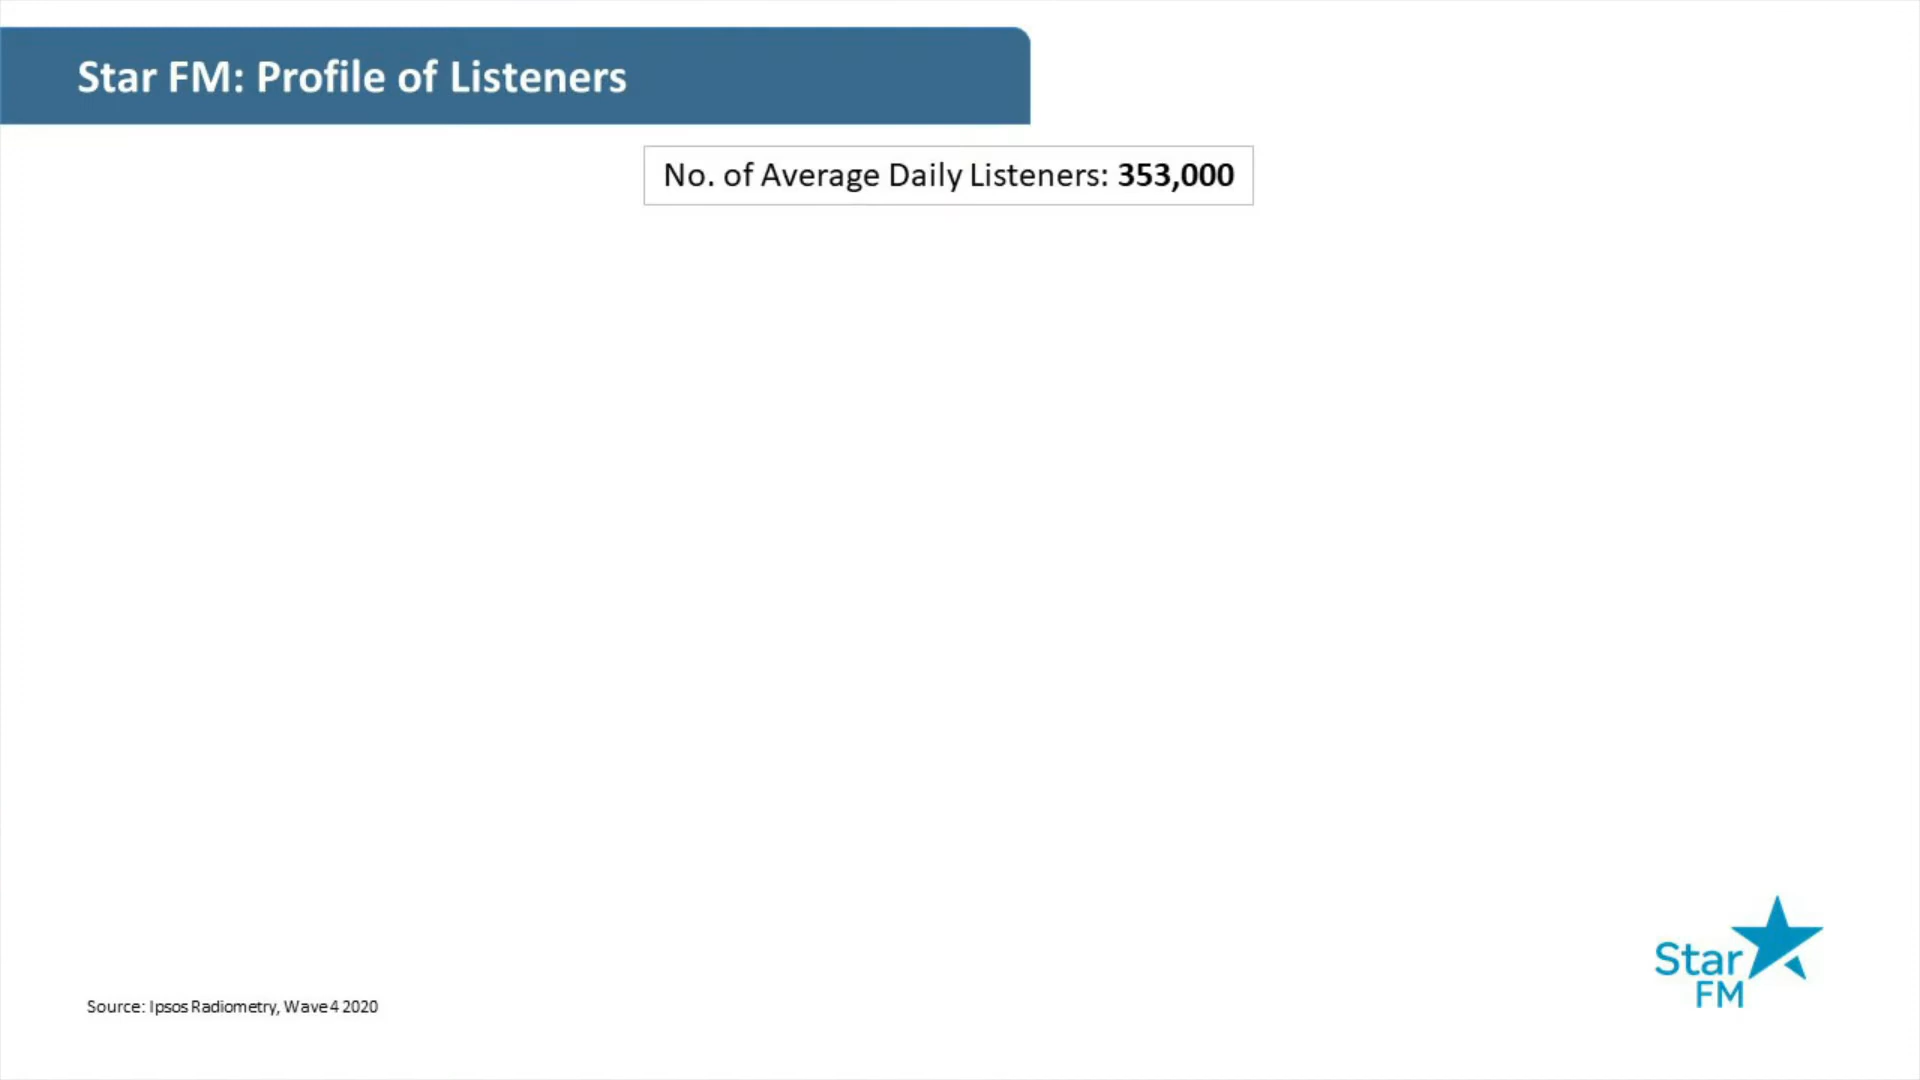 Star FM: Profile of Listeners
No. of Average Daily Listeners: 353,000
Star
FM
Source: Ipsos Radiometry, Wave 4 2020